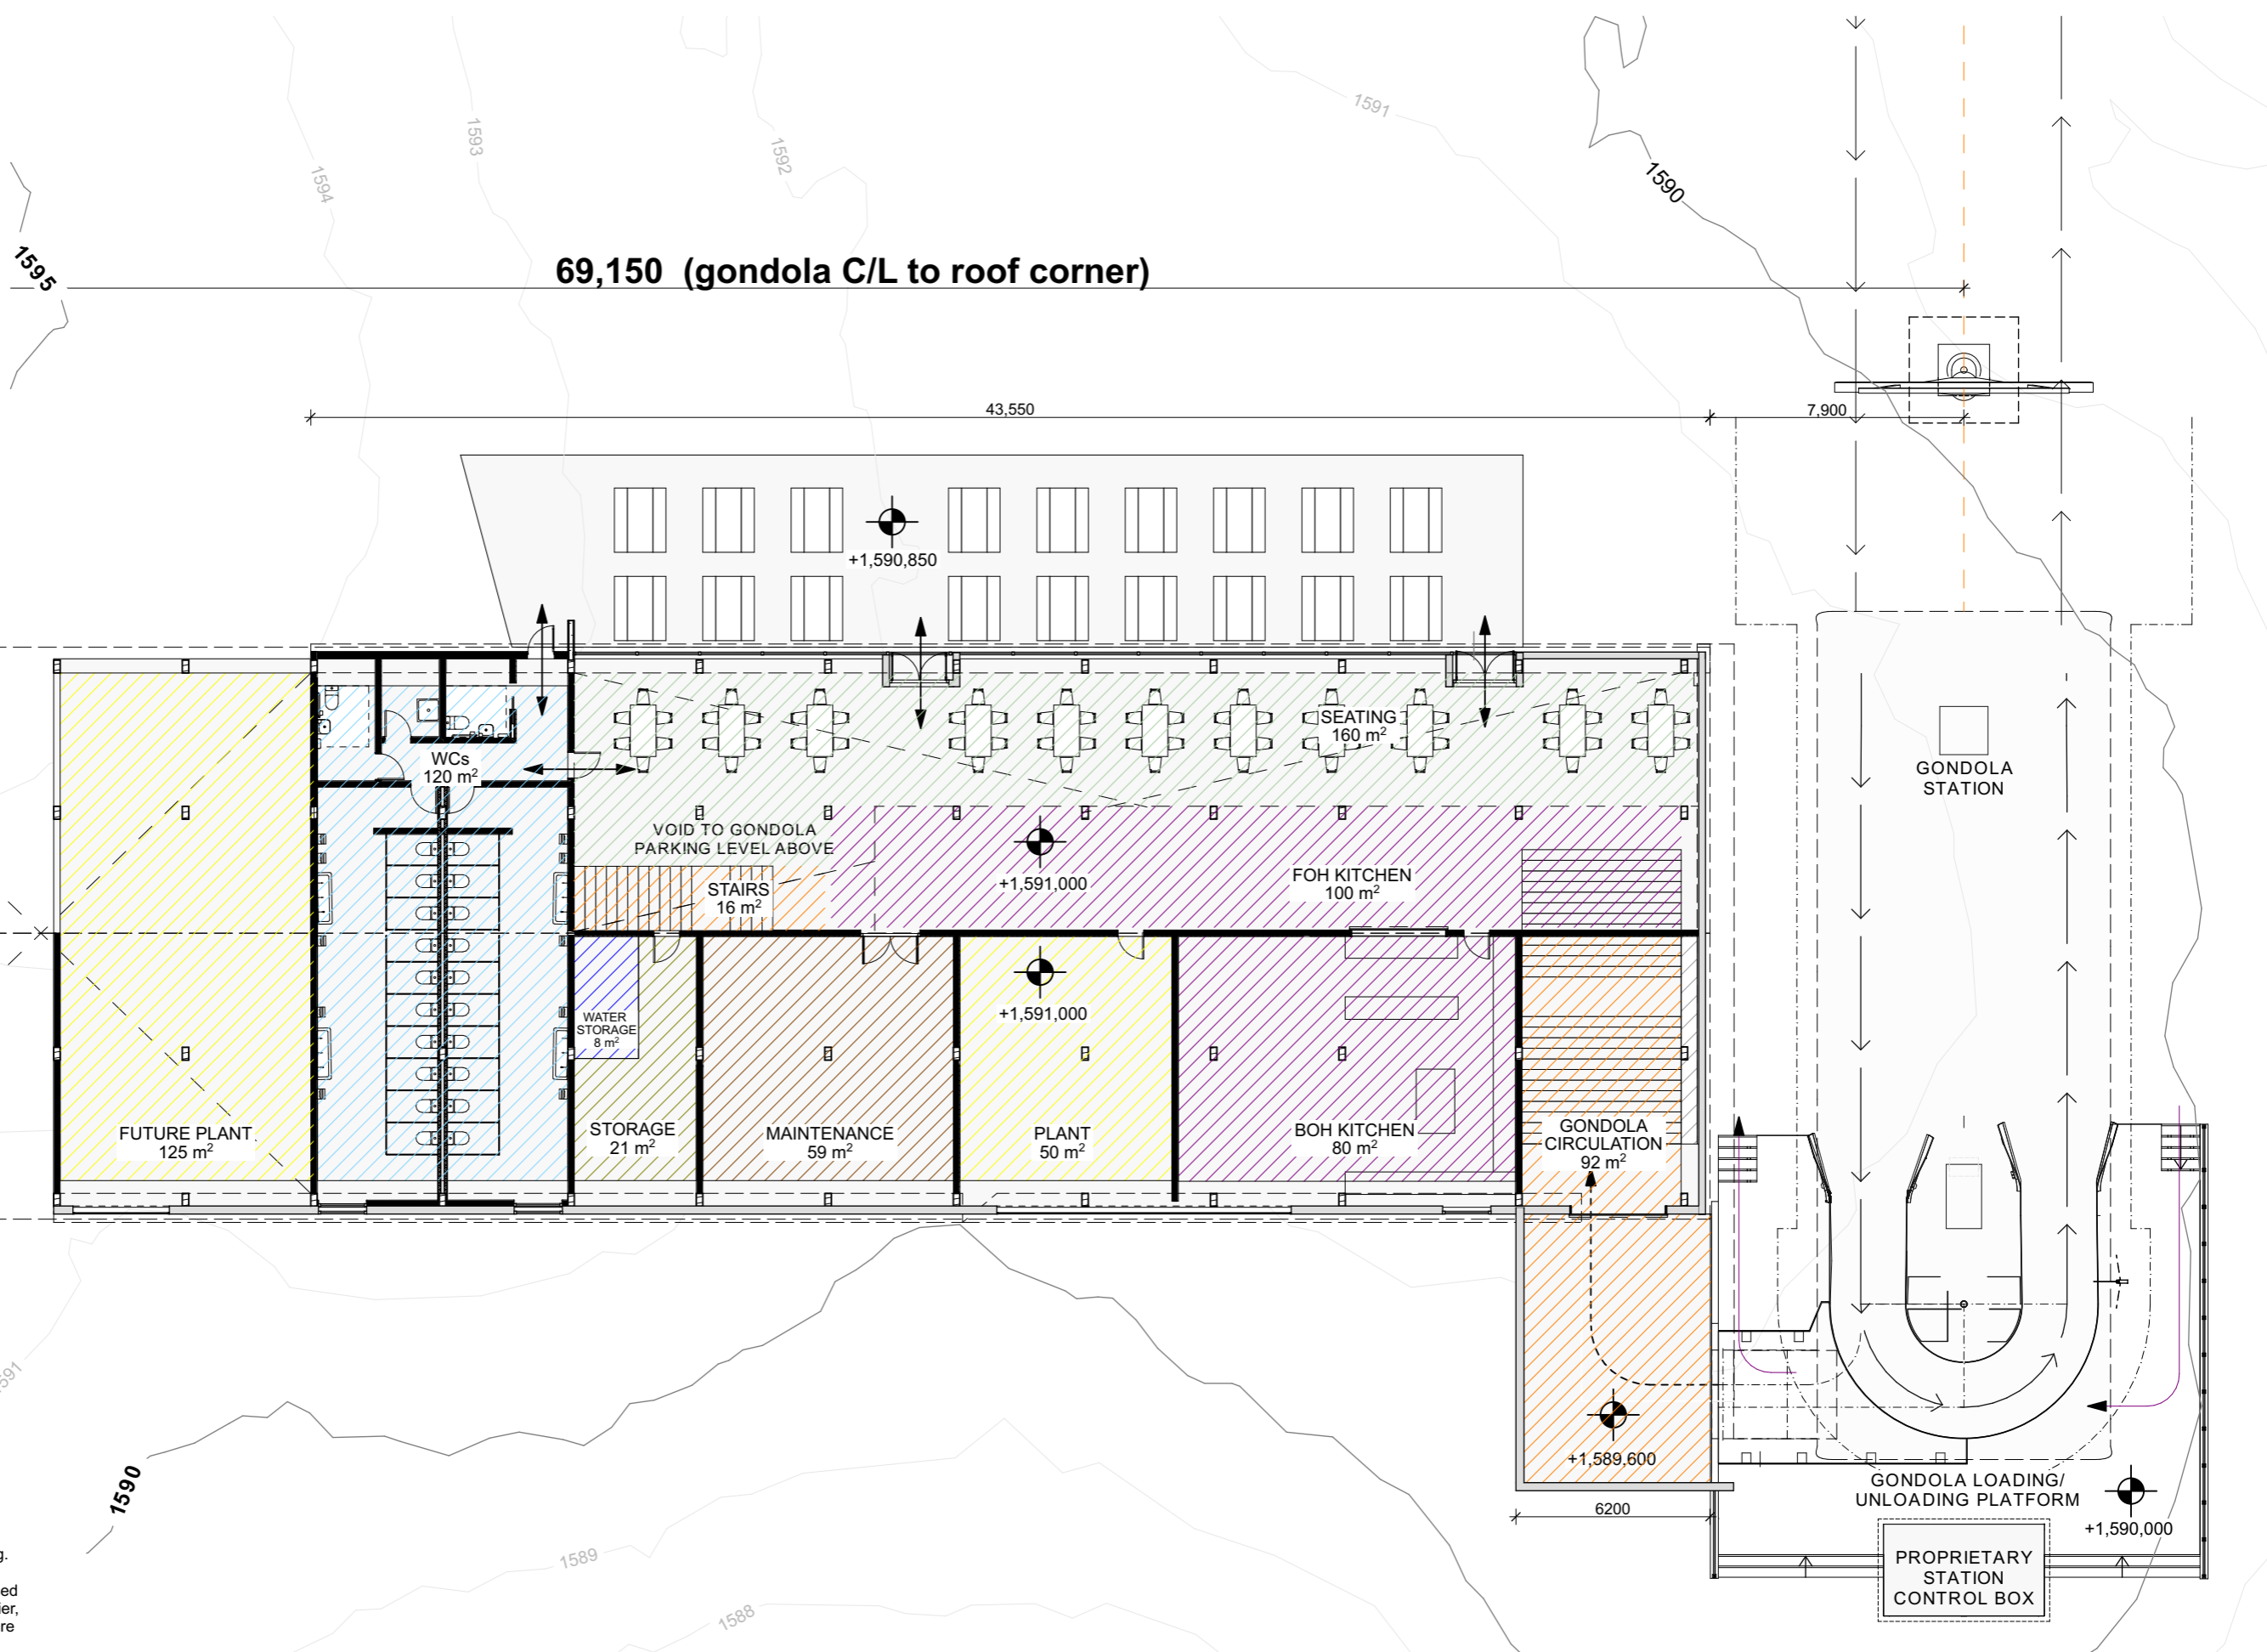 1591
1593
1592
1594
1590
1595
69,150 (gondola C/L to roof corner)
43,550
7,900
+1,590,850
SEATING
160 m²
WCs
120 m²
GONDOLA
STATION
VOID TO GONDOLA
PARKING LEVEL ABOVE
STAIRS
16 m²
+1,591,000
FOH KITCHEN
100 m²
WATER
STORAGE
8 m²
+1,591,000
FUTURE PLANT
125 m²
STORAGE
21 m²
MAINTENANCE
59 m²
PLANT
50 m²
BOH KITCHEN
80 m²
GONDOLA
CIRCULATION
92 m²
1591
+1,589,600
GONDOLA LOADING/
UNLOADING PLATFORM
1590
6200
+1,590,000
PROPRIETARY
STATION
CONTROL BOX
1589
1588
g.
ed
ier,
re